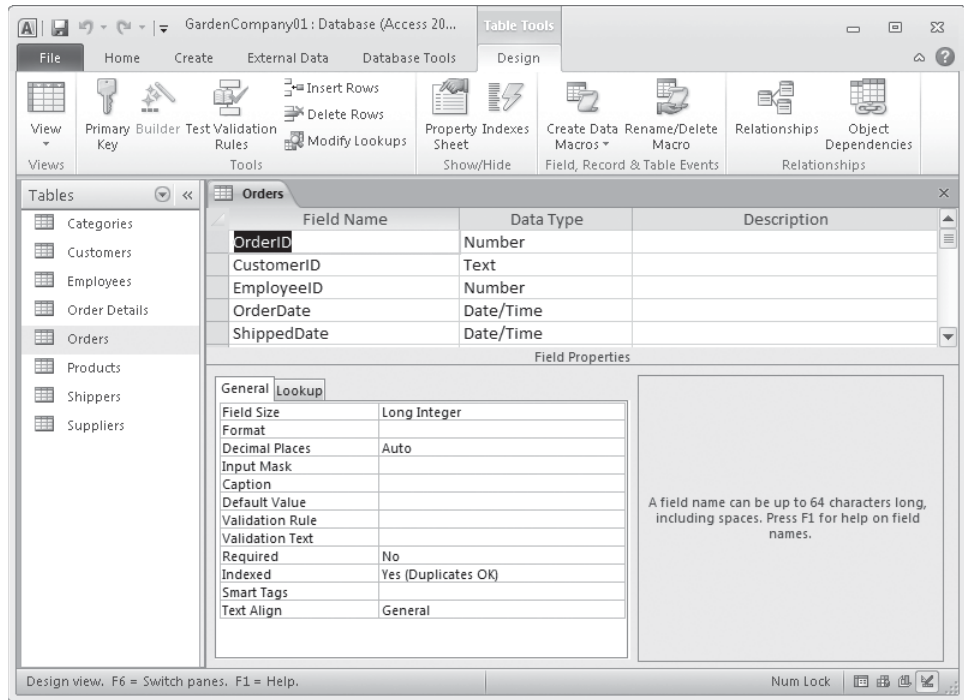 GardenCompany01 : Database (Access 20...
Table Tools
File Home Create External Data Database Tools Design
Insert Rows
Delete Rows
Modify Lookups
View Primary Key Builder Test Validation Rules Property Sheet Indexes Create Data Macros Rename/Delete Macro Relationships Object Dependencies
Views Tools Show/Hide Field, Record & Table Events Relationships
Tables
Categories
Customers
Employees
Order Details
Orders
Products
Shippers
Suppliers
Orders
Field Name Data Type Description
OrderID Number
CustomerID Text
EmployeeID Number
OrderDate Date/Time
ShippedDate Date/Time
Field Properties
General Lookup
Field Size Long Integer
Format
Decimal Places Auto
Input Mask
Caption
Default Value
Validation Rule
Validation Text
Required No
Indexed Yes (Duplicates OK)
Smart Tags
Text Align General
A field name can be up to 64 characters long,
including spaces. Press F1 for help on field
names.
Design view. F6 = Switch panes. F1 = Help.
Num Lock